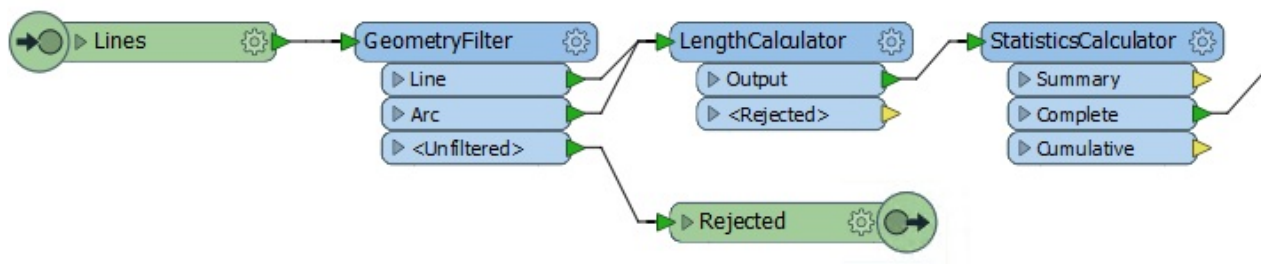 Lines
GeometryFilter
Line
Arc
<Unfiltered>
LengthCalculator
Output
<Rejected>
StatisticsCalculator
Summary
Complete
Cumulative
Rejected